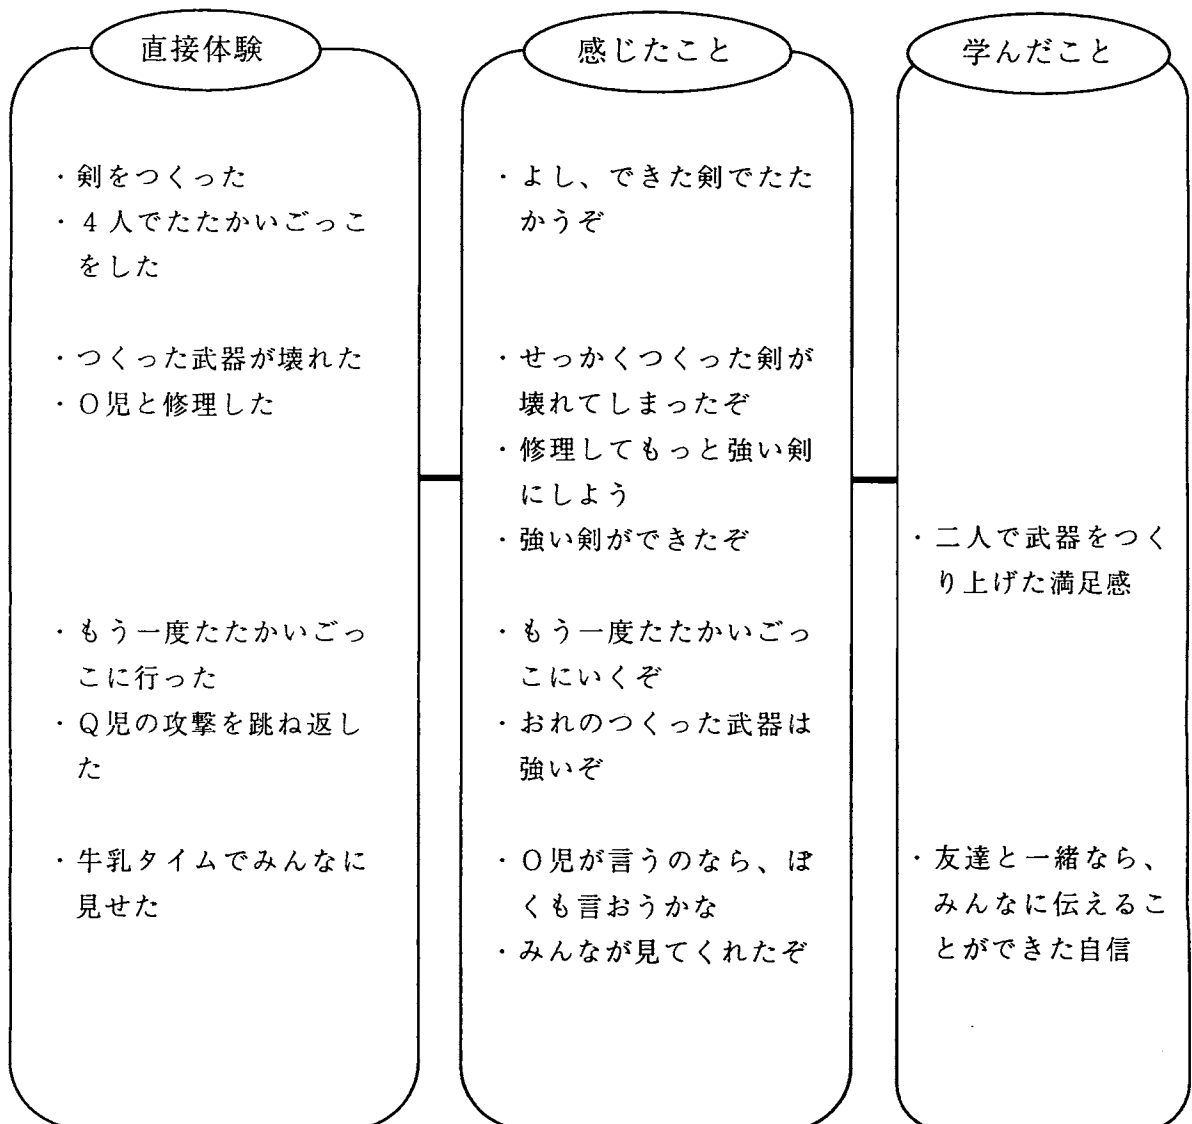 直接体験
・剣をつくった
・4人でたたかいごっこ
をした
・つくった武器が壊れた
・O児と修理した
・もう一度たたかいごっ
こに行った
・Q児の攻撃を跳ね返し
た
・牛乳タイムでみんなに
見せた
感じたこと
・よし、できた剣でたた
かうぞ
・せっかくつくった剣が
壊れてしまったぞ
・修理してもっと強い剣
にしよう
・強い剣ができたぞ
・もう一度たたかいごっ
こにいくぞ
・おれのつくった武器は
強いぞ
・O児が言うのなら、ぼ
くも言おうかな
・みんなが見てくれたぞ
学んだこと
・二人で武器をつく
り上げた満足感
・友達と一緒なら、
みんなに伝えるこ
とができた自信